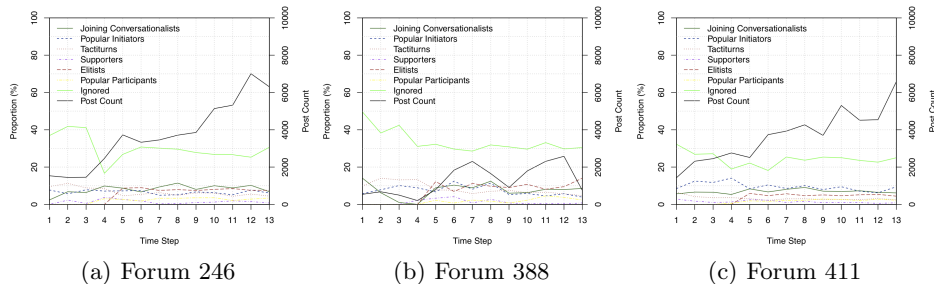 Proportion (%)
0
20
40
60
80
100
Joining Conversationalists
Popular Initiators
Tactiturns
Supporters
Elitists
Popular Participants
Ignored
Post Count
0
2000
4000
6000
8000
10000
Post Count
1 2 3 4 5 6 7 8 9 10 11 12 13
Time Step
(a) Forum 246
Proportion (%)
0
20
40
60
80
100
Joining Conversationalists
Popular Initiators
Tactiturns
Supporters
Elitists
Popular Participants
Ignored
Post Count
0
2000
4000
6000
8000
10000
Post Count
1 2 3 4 5 6 7 8 9 10 11 12 13
Time Step
(b) Forum 388
Proportion (%)
0
20
40
60
80
100
Joining Conversationalists
Popular Initiators
Tactiturns
Supporters
Elitists
Popular Participants
Ignored
Post Count
0
2000
4000
6000
8000
10000
Post Count
1 2 3 4 5 6 7 8 9 10 11 12 13
Time Step
(c) Forum 411